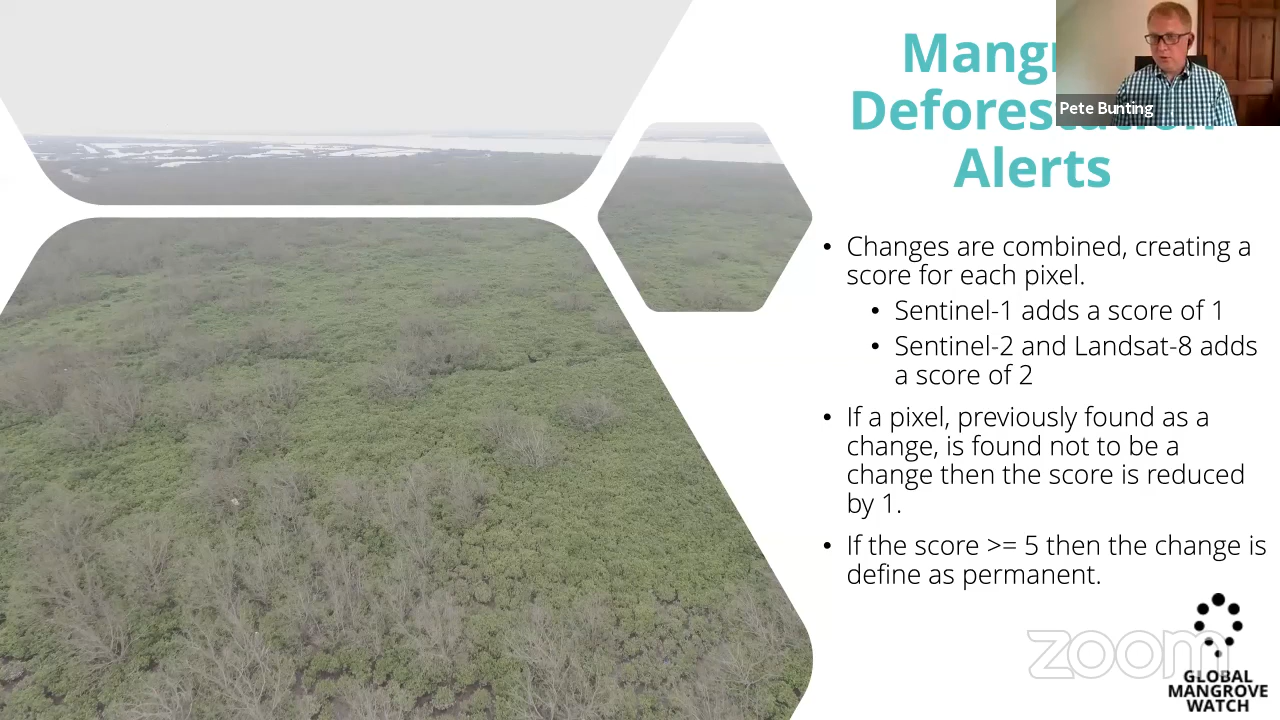 Deforestation
Alerts
Pete Bunting
• Changes are combined, creating a
score for each pixel.
• Sentinel-1 adds a score of 1
• Sentinel-2 and Landsat-8 adds
a score of 2
• If a pixel, previously found as a
change, is found not to be a
change then the score is reduced
by 1.
• If the score >= 5 then the change is
define as permanent.
zoom
GLOBAL
MANGROVE
WATCH